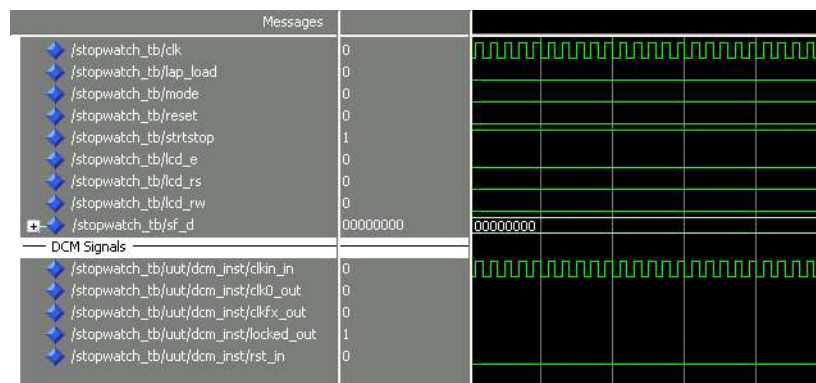 Messages
/stopwatch_tb/clk 0
/stopwatch_tb/lap_load 0
/stopwatch_tb/mode 0
/stopwatch_tb/reset 0
/stopwatch_tb/strtstop 1
/stopwatch_tb/lcd_e 0
/stopwatch_tb/lcd_rs 0
/stopwatch_tb/lcd_rw 0
/stopwatch_tb/sf_d 00000000 00000000
DCM Signals
/stopwatch_tb/uut/dcm_inst/clkin_in 0
/stopwatch_tb/uut/dcm_inst/clk0_out 0
/stopwatch_tb/uut/dcm_inst/clkfx_out 0
/stopwatch_tb/uut/dcm_inst/locked_out 1
/stopwatch_tb/uut/dcm_inst/rst_in 0